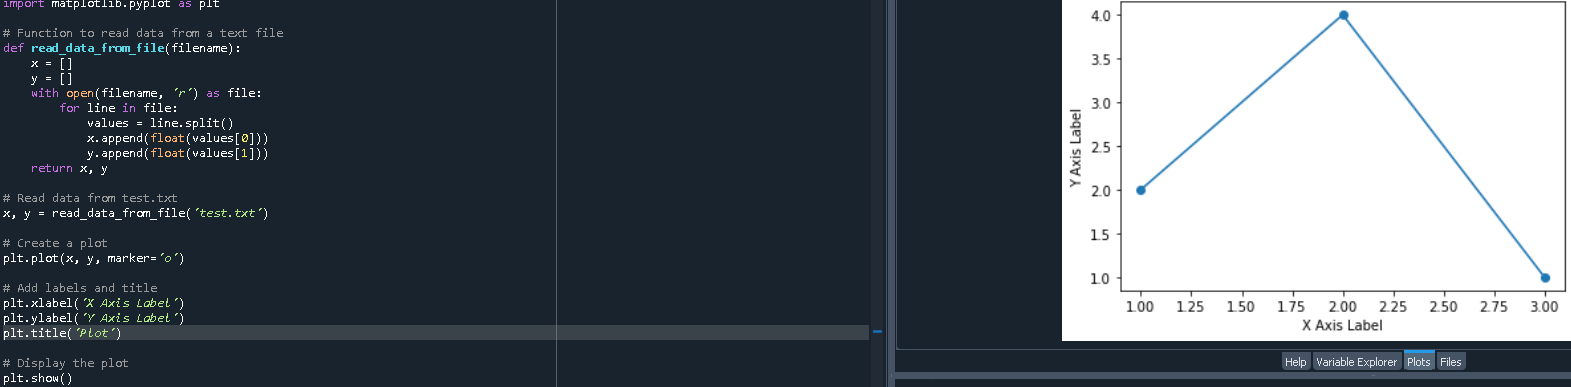 import matplotlib.pyplot as plt
# Function to read data from a text file
def read_data_from_file(filename):
    x = []
    y = []
    with open(filename, 'r') as file:
        for line in file:
            values = line.split()
            x.append(float(values[0]))
            y.append(float(values[1]))
    return x, y
# Read data from test.txt
x, y = read_data_from_file('test.txt')
# Create a plot
plt.plot(x, y, marker='o')
# Add labels and title
plt.xlabel('X Axis Label')
plt.ylabel('Y Axis Label')
plt.title('Plot')
# Display the plot
plt.show()
4.0
3.5
3.0
2.5
2.0
1.5
1.0
Y Axis Label
1.00 1.25 1.50 1.75 2.00 2.25 2.50 2.75 3.00
X Axis Label
Help Variable Explorer Plots Files